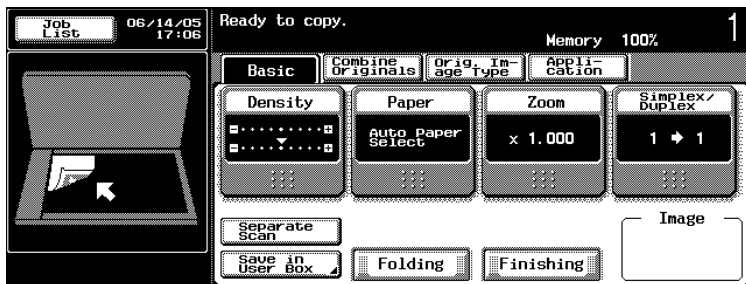 Job
List
06/14/05
17:06
Ready to copy.
1
Memory 100%
Basic
Combine
Originals
Orig. Im-
age Type
Appli-
cation
Density
Paper
Zoom
Simplex/
Duplex
Auto Paper
Select
x 1.000
1 ➔ 1
Separate
Scan
Save in
User Box
Folding
Finishing
Image